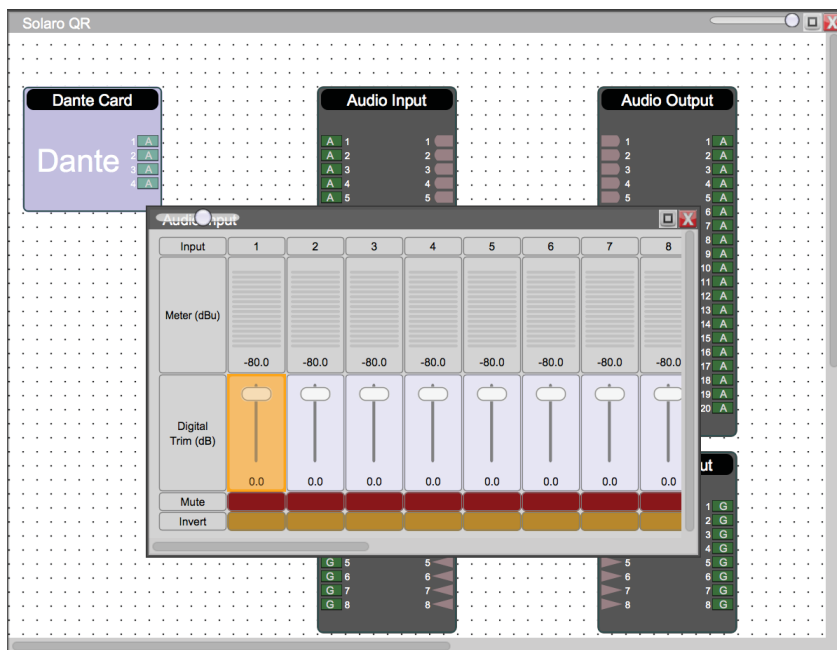 Solaro QR
X
Dante Card
Dante
1 A
2 A
3 A
4 A
Audio Input
A 1 1
A 2 2
A 3 3
A 4 4
A 5 5
Audio Output
1 1 A
2 2 A
3 3 A
4 4 A
5 5 A
6 A
7 A
8 A
9 A
10 A
11 A
12 A
13 A
14 A
15 A
16 A
17 A
18 A
19 A
20 A
Audio Input
X
Input 1 2 3 4 5 6 7 8
Meter (dBu)
-80.0 -80.0 -80.0 -80.0 -80.0 -80.0 -80.0 -80.0
Digital
Trim (dB)
0.0 0.0 0.0 0.0 0.0 0.0 0.0 0.0
Mute
Invert
G 5 5
G 6 6
G 7 7
G 8 8
ut
1 G
2 G
3 G
4 G
5 5 G
6 6 G
7 7 G
8 8 G